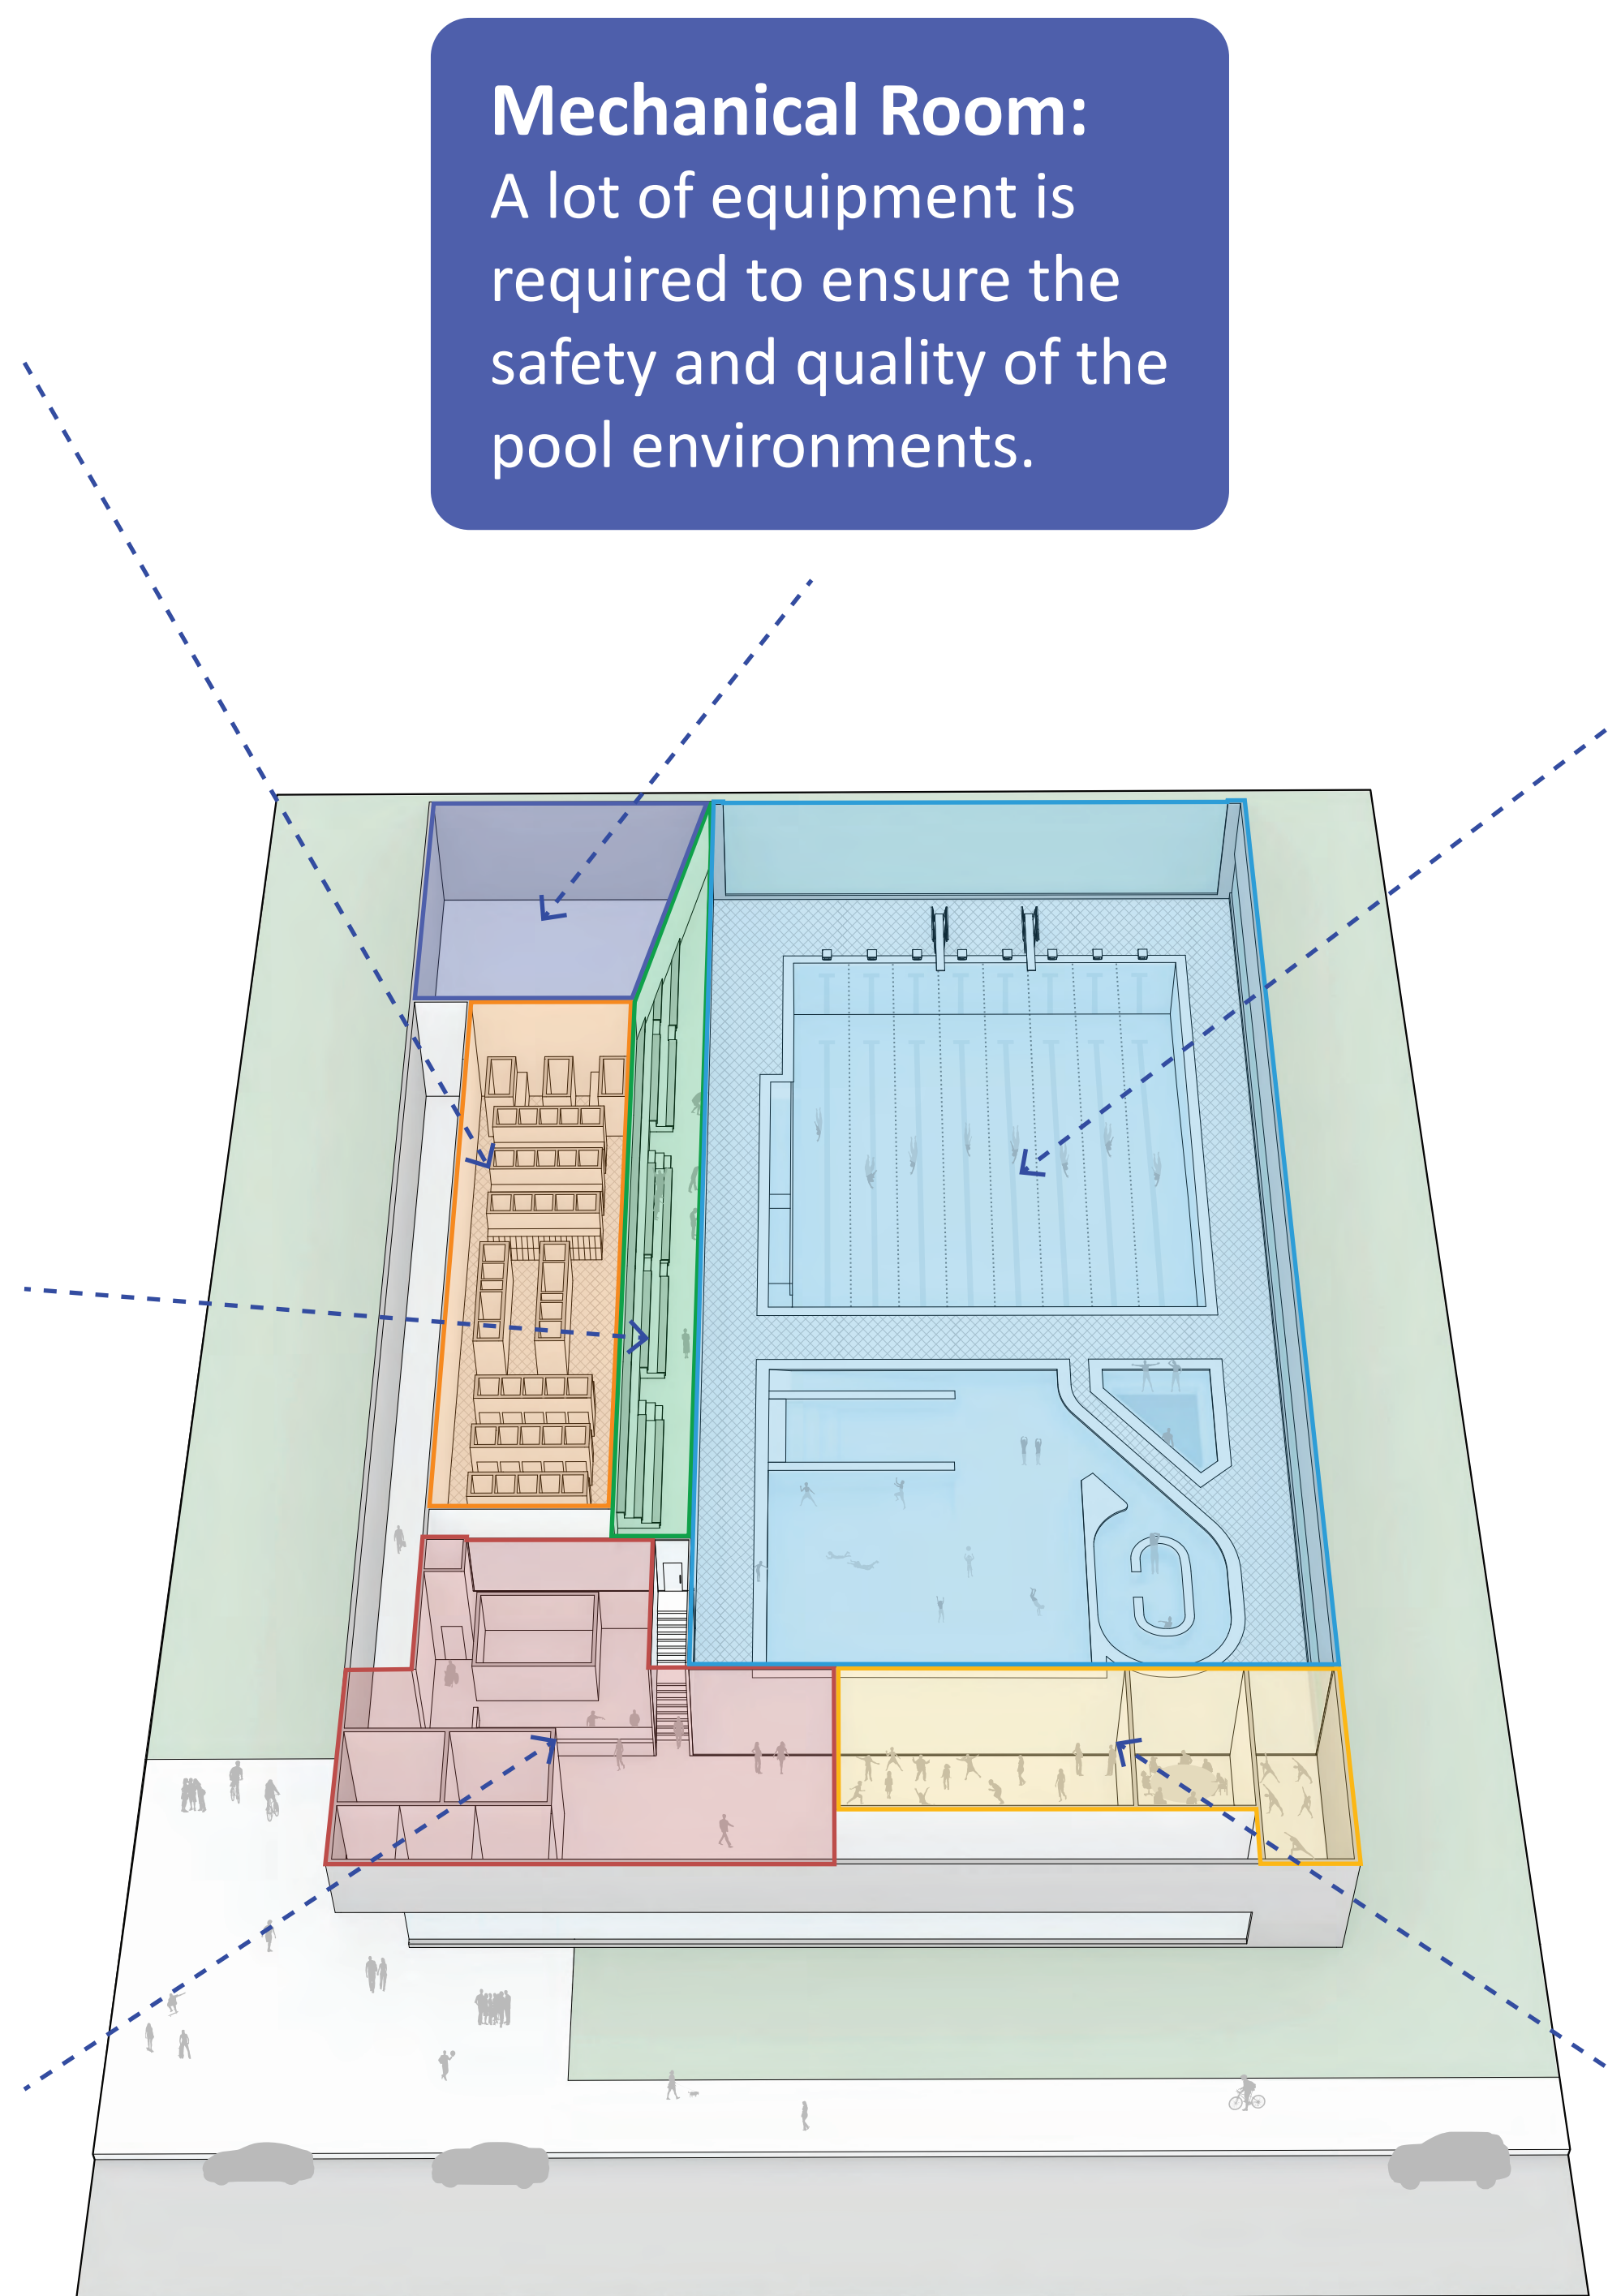 Mechanical Room:
A lot of equipment is
required to ensure the
safety and quality of the
pool environments.